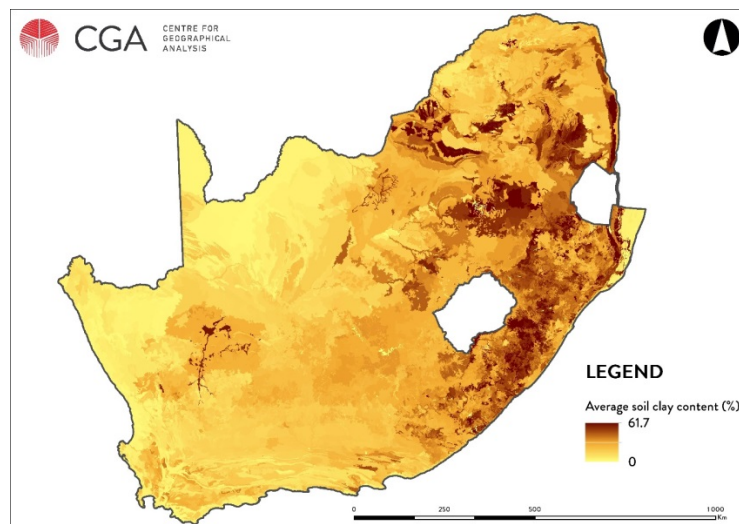 CGA
CENTRE FOR
GEOGRAPHICAL
ANALYSIS
LEGEND
Average soil clay content (%)
61.7
0
0 250 500 1 000
Km